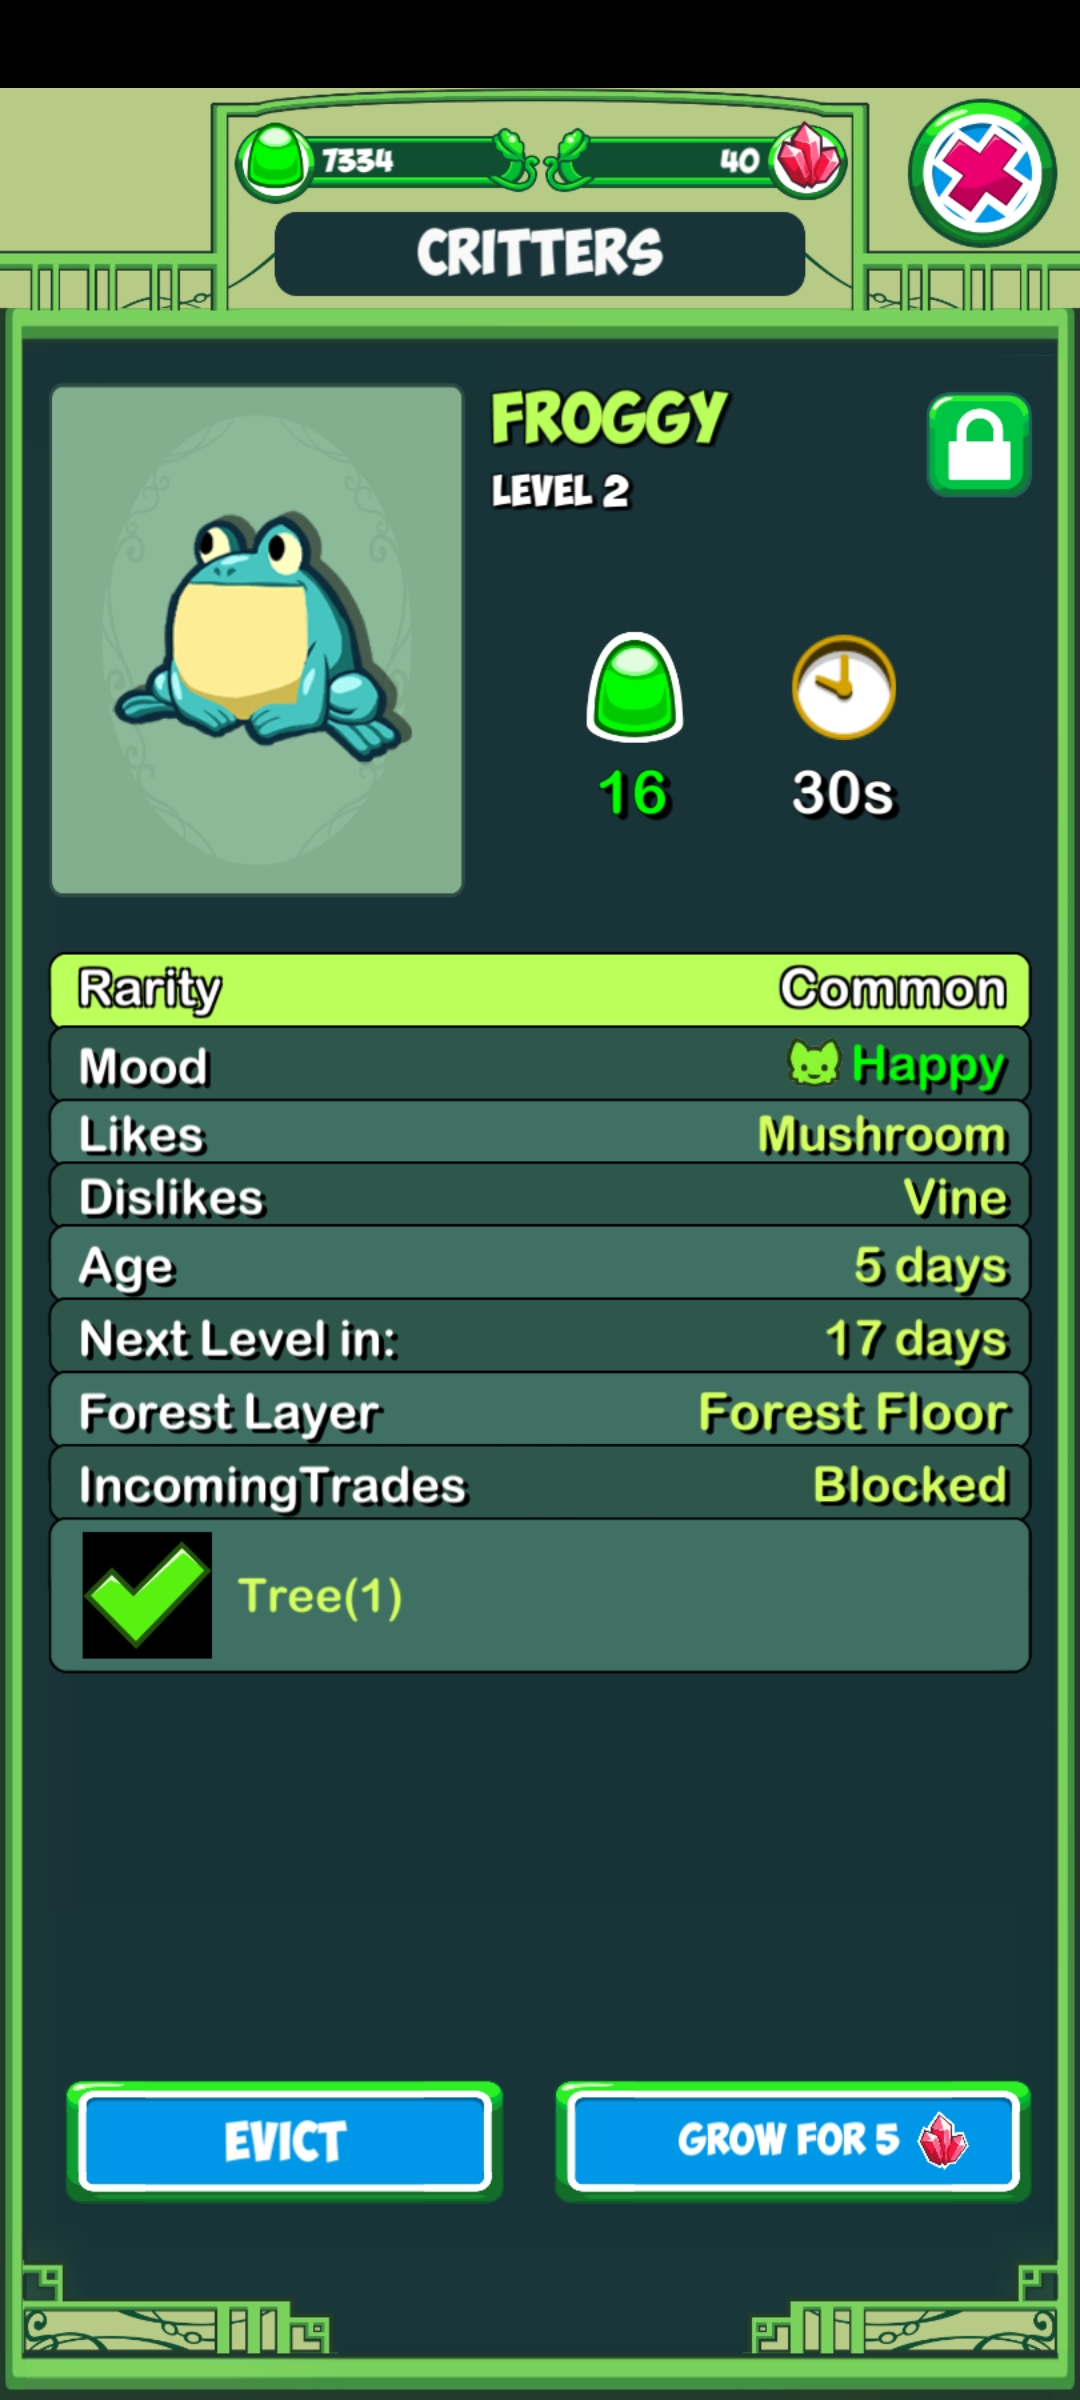 7334
40
CRITTERS
FROGGY
LEVEL 2
16
30s
Rarity Common
Mood Happy
Likes Mushroom
Dislikes Vine
Age 5 days
Next Level in: 17 days
Forest Layer Forest Floor
IncomingTrades Blocked
Tree(1)
EVICT
GROW FOR 5